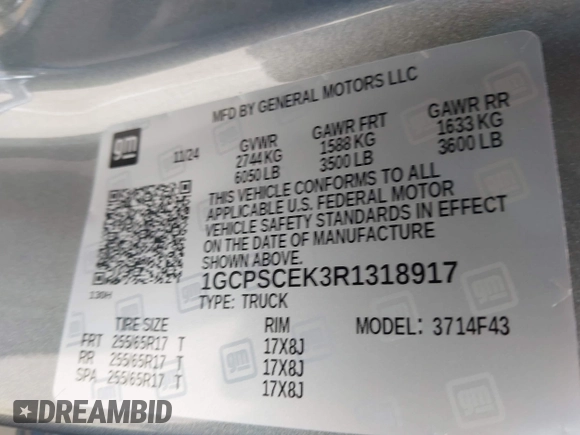 MFD BY GENERAL MOTORS LLC
gm
11/24
GVWR
2744 KG
6050 LB
GAWR FRT
1588 KG
3500 LB
GAWR RR
1633 KG
3600 LB
THIS VEHICLE CONFORMS TO ALL
APPLICABLE U.S. FEDERAL MOTOR
VEHICLE SAFETY STANDARDS IN EFFECT
ON THE DATE OF MANUFACTURE
SHOWN ABOVE.
130H
1GCPSCEK3R1318917
TYPE: TRUCK
TIRE SIZE RIM MODEL: 3714F43
FRT 255/65R17 T 17X8J
RR 255/65R17 T 17X8J
SPA 255/65R17 T 17X8J
DREAMBID